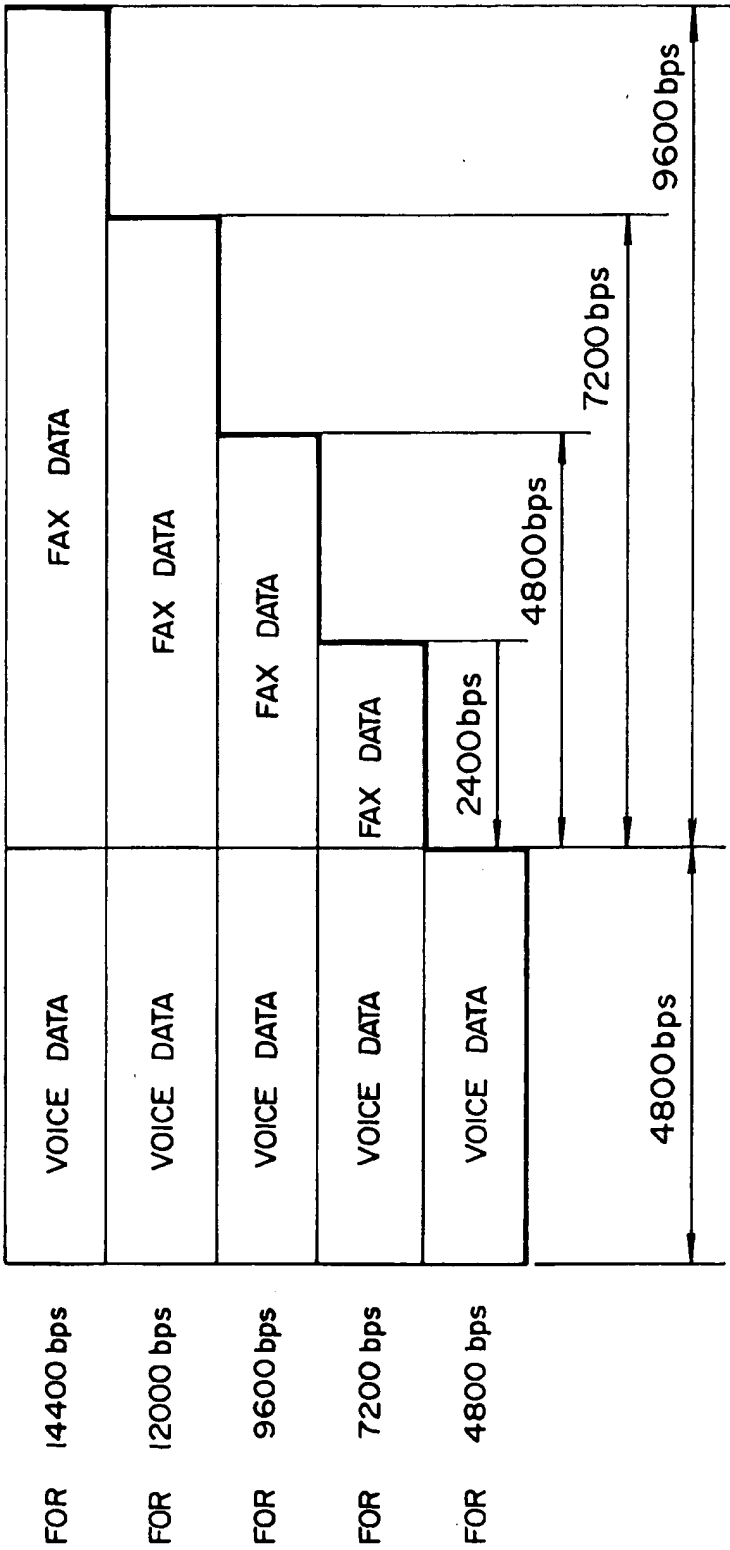 FOR 14400 bps VOICE DATA FAX DATA
FOR 12000 bps VOICE DATA FAX DATA
FOR 9600 bps VOICE DATA FAX DATA
FOR 7200 bps VOICE DATA FAX DATA
FOR 4800 bps VOICE DATA
2400bps
4800bps
7200bps
4800bps 9600bps